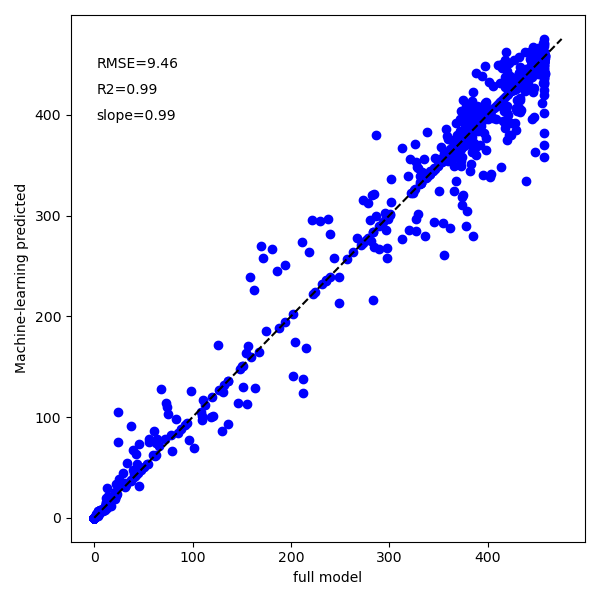 RMSE=9.46
R2=0.99
slope=0.99
Machine-learning predicted
400
300
200
100
0
0 100 200 300 400
full model